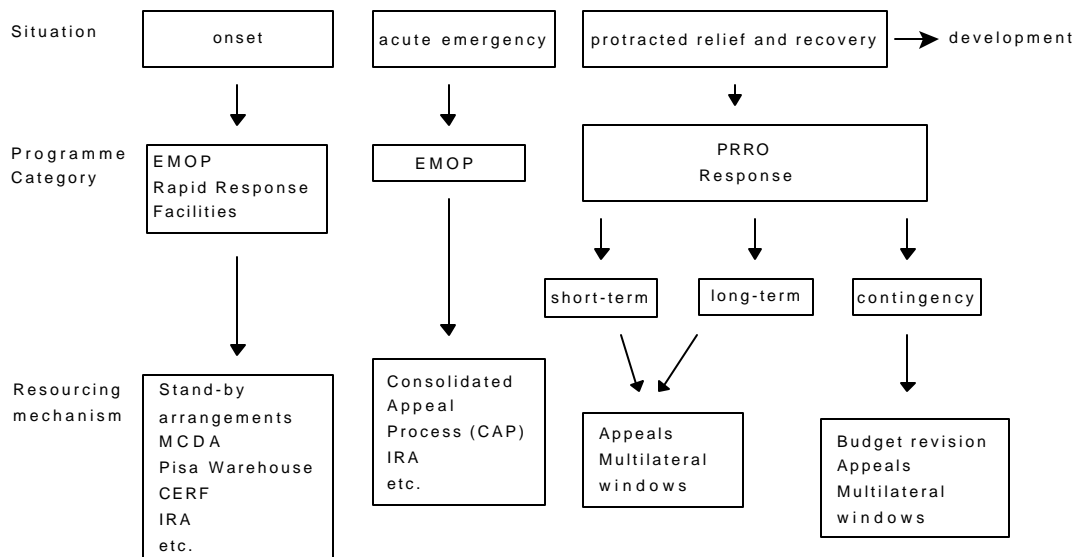 Situation
onset
acute emergency
protracted relief and recovery
development
Programme
Category
EMOP
Rapid Response
Facilities
EMOP
PRRO
Response
short-term
long-term
contingency
Resourcing
mechanism
Stand-by
arrangements
MCDA
Pisa Warehouse
CERF
IRA
etc.
Consolidated
Appeal
Process (CAP)
IRA
etc.
Appeals
Multilateral
windows
Budget revision
Appeals
Multilateral
windows